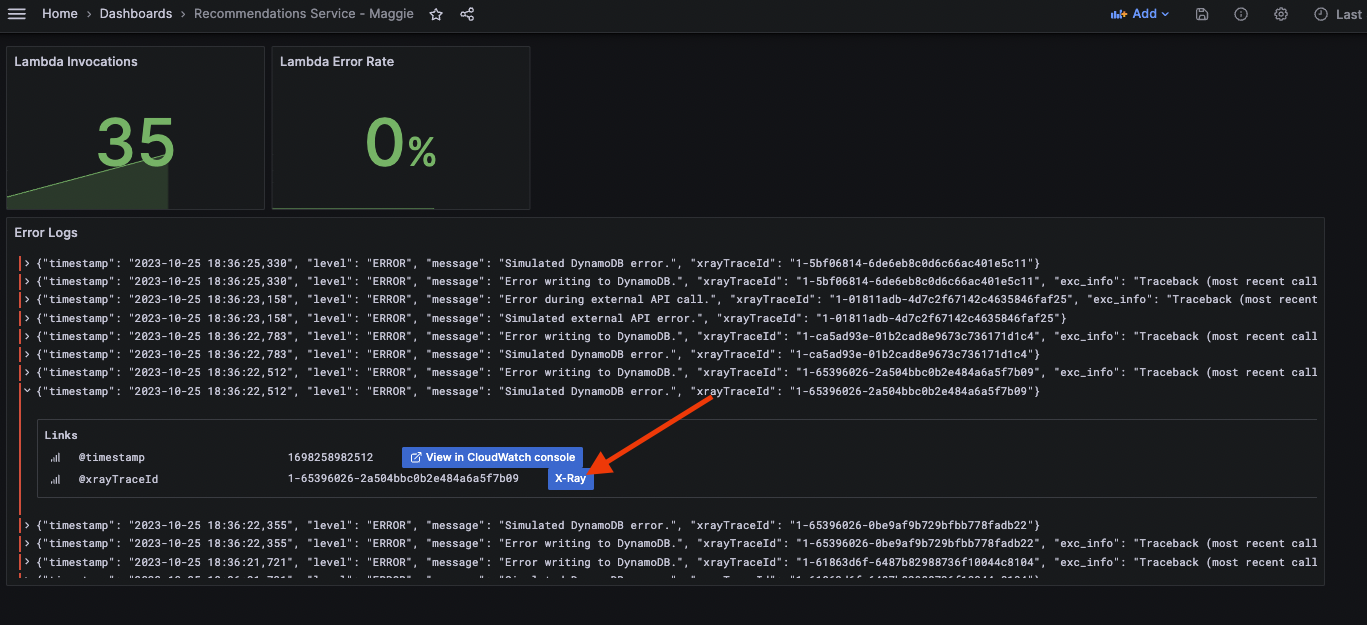 Home › Dashboards › Recommendations Service - Maggie Add Last
Lambda Invocations
35
Lambda Error Rate
0%
Error Logs
{"timestamp": "2023-10-25 18:36:25,330", "level": "ERROR", "message": "Simulated DynamoDB error.", "xrayTraceId": "1-5bf06814-6de6eb8c0d6c66ac401e5c11"}
{"timestamp": "2023-10-25 18:36:25,330", "level": "ERROR", "message": "Error writing to DynamoDB.", "xrayTraceId": "1-5bf06814-6de6eb8c0d6c66ac401e5c11", "exc_info": "Traceback (most recent call
{"timestamp": "2023-10-25 18:36:23,158", "level": "ERROR", "message": "Error during external API call.", "xrayTraceId": "1-01811adb-4d7c2f67142c4635846faf25", "exc_info": "Traceback (most recent
{"timestamp": "2023-10-25 18:36:23,158", "level": "ERROR", "message": "Simulated external API error.", "xrayTraceId": "1-01811adb-4d7c2f67142c4635846faf25"}
{"timestamp": "2023-10-25 18:36:22,783", "level": "ERROR", "message": "Error writing to DynamoDB.", "xrayTraceId": "1-ca5ad93e-01b2cad8e9673c736171d1c4", "exc_info": "Traceback (most recent call
{"timestamp": "2023-10-25 18:36:22,783", "level": "ERROR", "message": "Simulated DynamoDB error.", "xrayTraceId": "1-ca5ad93e-01b2cad8e9673c736171d1c4"}
{"timestamp": "2023-10-25 18:36:22,512", "level": "ERROR", "message": "Error writing to DynamoDB.", "xrayTraceId": "1-65396026-2a504bbc0b2e484a6a5f7b09", "exc_info": "Traceback (most recent call
{"timestamp": "2023-10-25 18:36:22,512", "level": "ERROR", "message": "Simulated DynamoDB error.", "xrayTraceId": "1-65396026-2a504bbc0b2e484a6a5f7b09"}
Links
@timestamp 1698258982512 View in CloudWatch console
@xrayTraceId 1-65396026-2a504bbc0b2e484a6a5f7b09 X-Ray
{"timestamp": "2023-10-25 18:36:22,355", "level": "ERROR", "message": "Simulated DynamoDB error.", "xrayTraceId": "1-65396026-0be9af9b729bfbb778fadb22"}
{"timestamp": "2023-10-25 18:36:22,355", "level": "ERROR", "message": "Error writing to DynamoDB.", "xrayTraceId": "1-65396026-0be9af9b729bfbb778fadb22", "exc_info": "Traceback (most recent call
{"timestamp": "2023-10-25 18:36:21,721", "level": "ERROR", "message": "Error writing to DynamoDB.", "xrayTraceId": "1-61863d6f-6487b82988736f10044c8104", "exc_info": "Traceback (most recent call